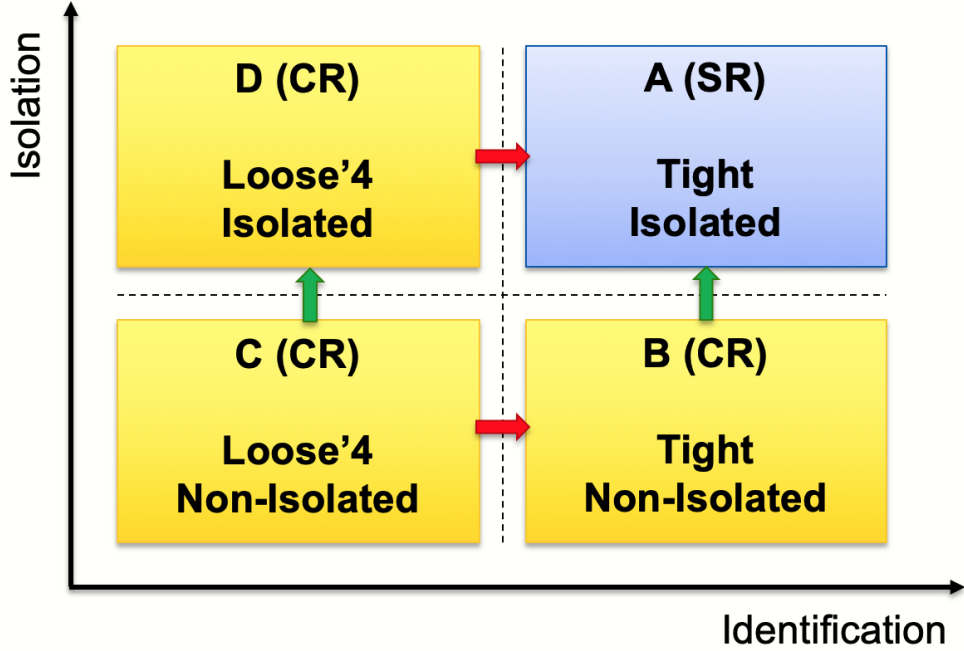 Isolation
D (CR)
Loose’4
Isolated
A (SR)
Tight
Isolated
C (CR)
Loose’4
Non-Isolated
B (CR)
Tight
Non-Isolated
Identification